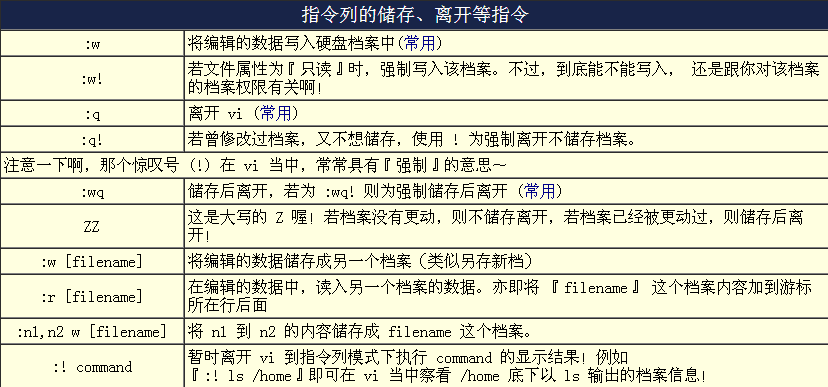 指令列的储存、离开等指令
:w 将编辑的数据写入硬盘档案中(常用)
:w! 若文件属性为『只读』时，强制写入该档案。不过，到底能不能写入， 还是跟你对该档案
的档案权限有关啊！
:q 离开 vi (常用)
:q! 若曾修改过档案，又不想储存，使用 ! 为强制离开不储存档案。
注意一下啊，那个惊叹号 (!) 在 vi 当中，常常具有『强制』的意思～
:wq 储存后离开，若为 :wq! 则为强制储存后离开 (常用)
ZZ 这是大写的 Z 喔！若档案没有更动，则不储存离开，若档案已经被更动过，则储存后离
开！
:w [filename] 将编辑的数据储存成另一个档案（类似另存新档）
:r [filename] 在编辑的数据中，读入另一个档案的数据。亦即将 『filename』 这个档案内容加到游标
所在行后面
:n1,n2 w [filename] 将 n1 到 n2 的内容储存成 filename 这个档案。
:! command 暂时离开 vi 到指令列模式下执行 command 的显示结果！例如
『:! ls /home』即可在 vi 当中察看 /home 底下以 ls 输出的档案信息！